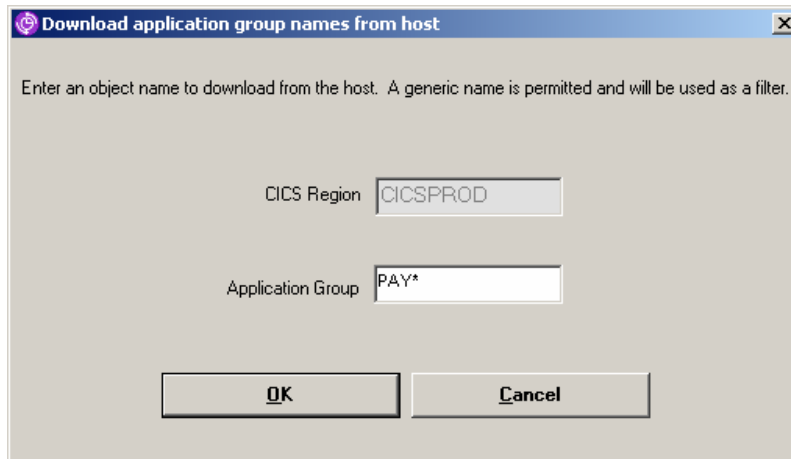 Download application group names from host
Enter an object name to download from the host. A generic name is permitted and will be used as a filter.
CICS Region CICSPROD
Application Group PAY*
OK Cancel